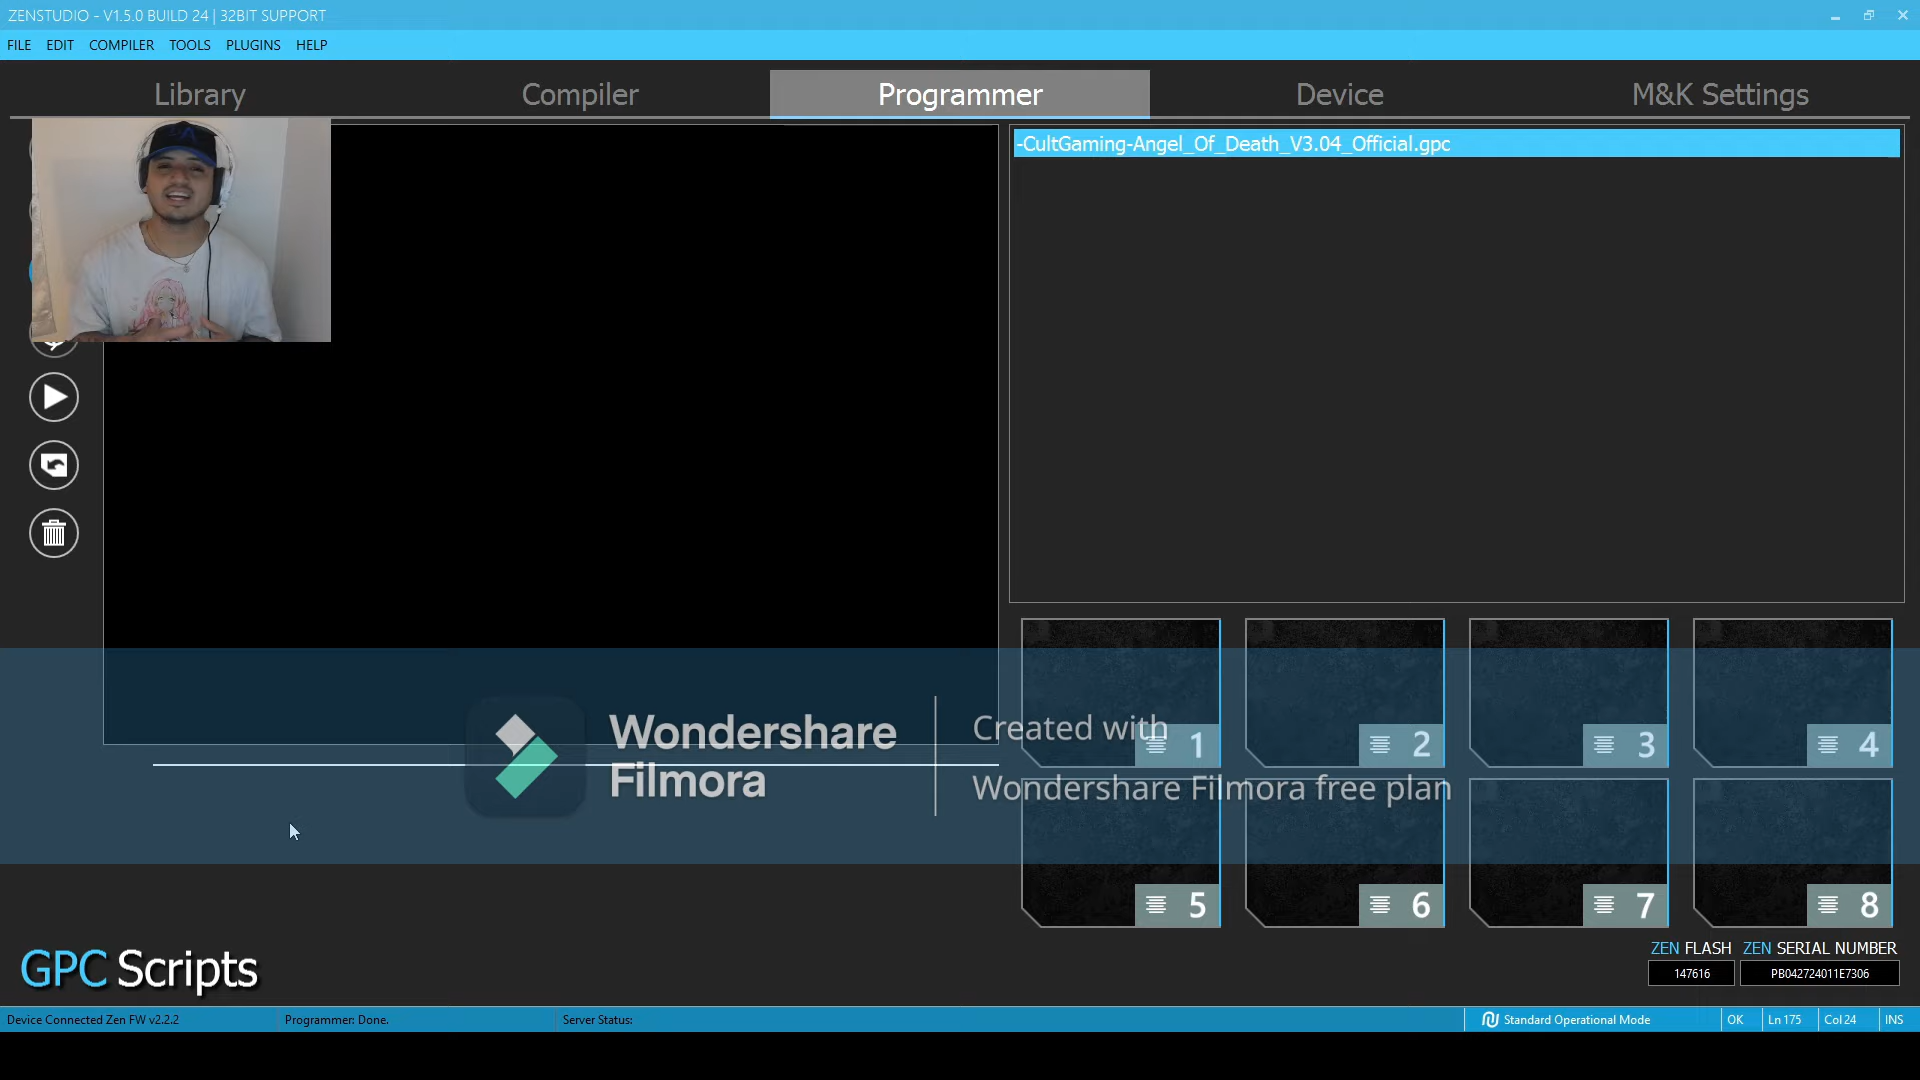 ZENSTUDIO - V1.5.0 BUILD 24 | 32BIT SUPPORT
FILE EDIT COMPILER TOOLS PLUGINS HELP
Library Compiler Programmer Device M&K Settings
-CultGaming-Angel_Of_Death_V3.04_Official.gpc
1 2 3 4
Wondershare
Filmora
Created with
Wondershare Filmora free plan
5 6 7 8
GPC Scripts
ZEN FLASH ZEN SERIAL NUMBER
147616 PB042724011E7306
Device Connected Zen FW v2.2.2 Programmer: Done. Server Status: Standard Operational Mode OK Ln 175 Col 24 INS